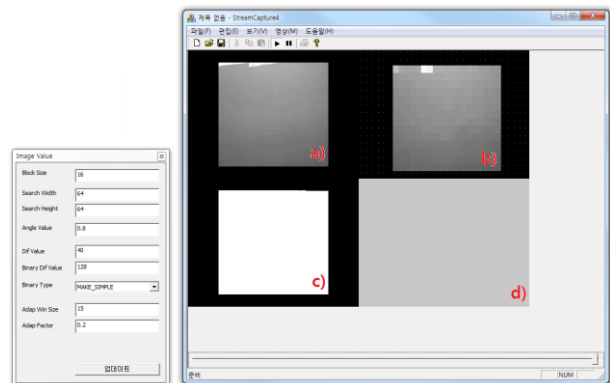 Image Value
Block Size 16
Search Width 64
Search Height 64
Angle Value 0.8
Dif Value 40
Binary Dif Value 128
Binary Type MAKE_SIMPLE
Adap Win Size 15
Adap Factor 0.2
업데이트
제목 없음 - StreamCapture4
파일(F) 편집(E) 보기(V) 영상(M) 도움말(H)
a)
b)
c)
d)
준비
NUM